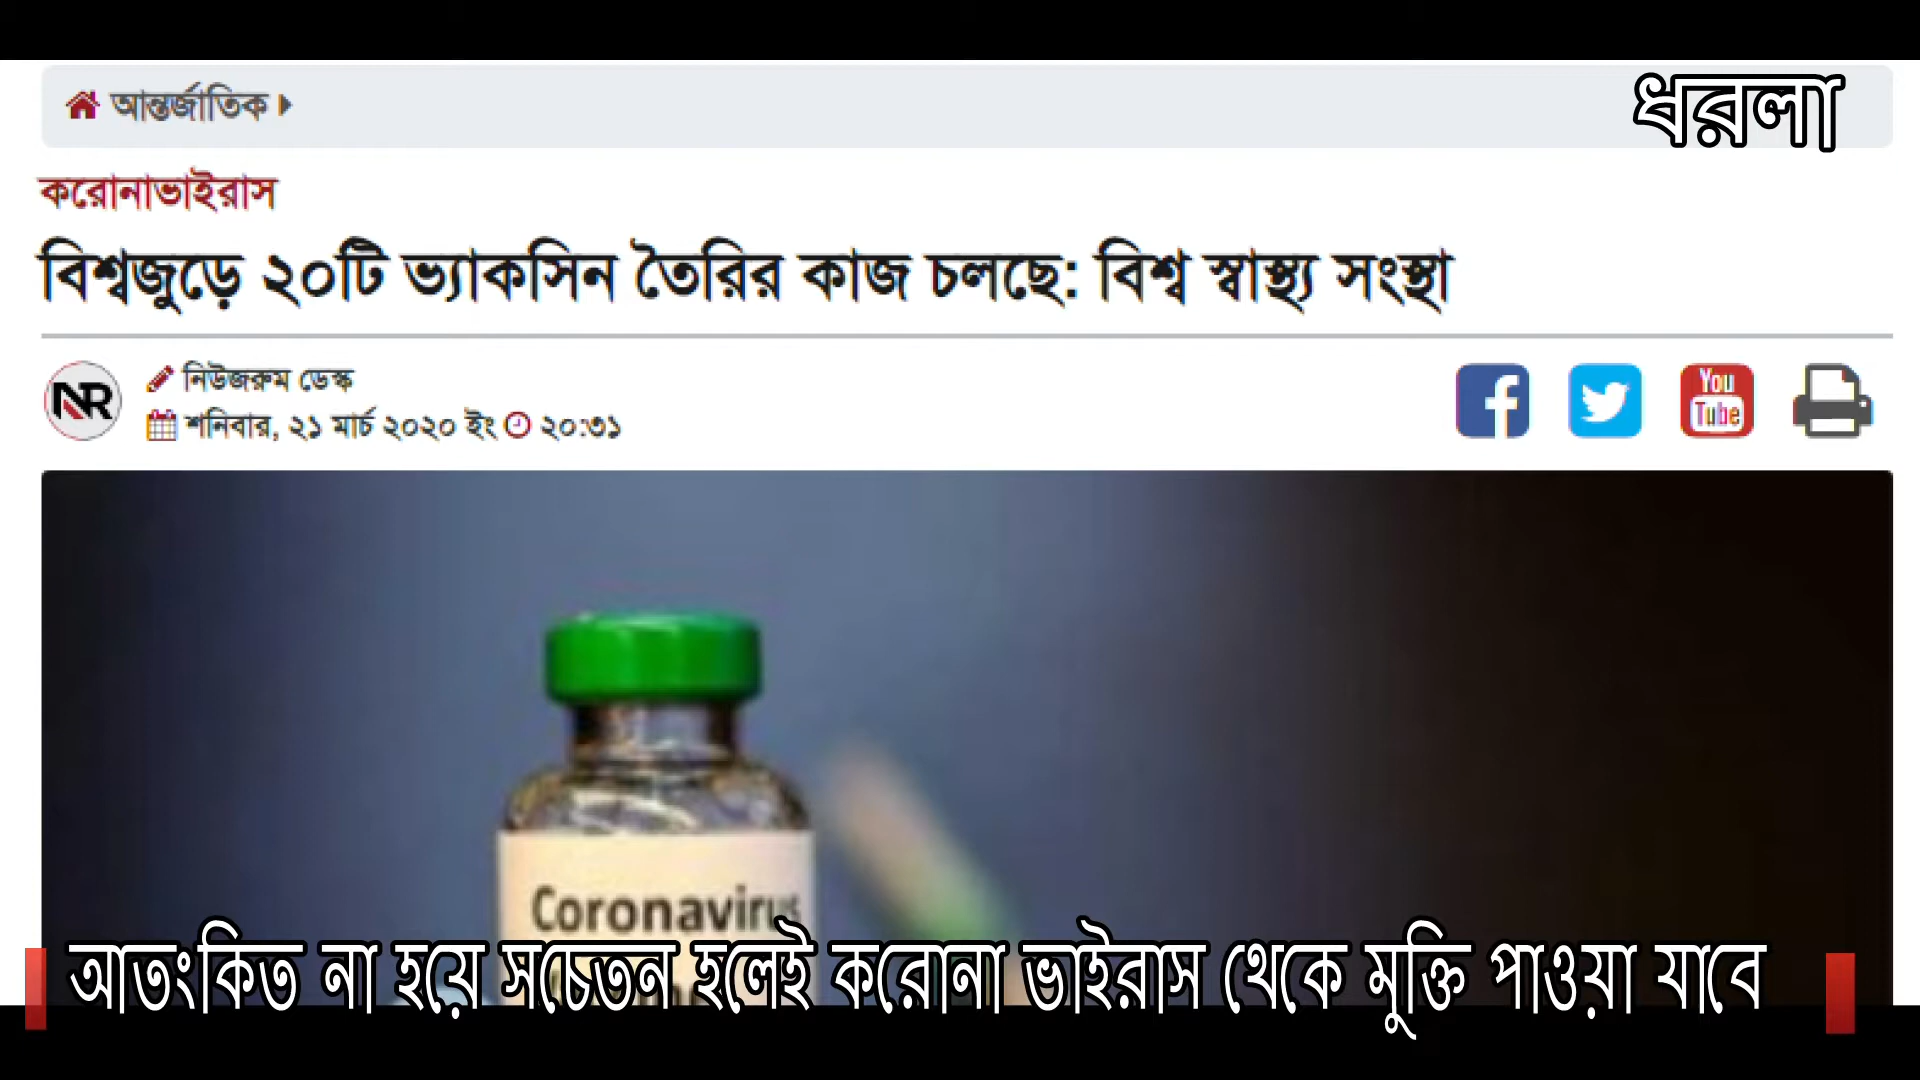 আন্তর্জাতিক
ধরলা
করোনাভাইরাস
বিশ্বজুড়ে ২০টি ভ্যাকসিন তৈরির কাজ চলছে: বিশ্ব স্বাস্থ্য সংস্থা
NR
নিউজরুম ডেস্ক
শনিবার, ২১ মার্চ ২০২০ ইং ২০:৩১
You
Tube
Coronavirus
আতংকিত না হয়ে সচেতন হলেই করোনা ভাইরাস থেকে মুক্তি পাওয়া যাবে